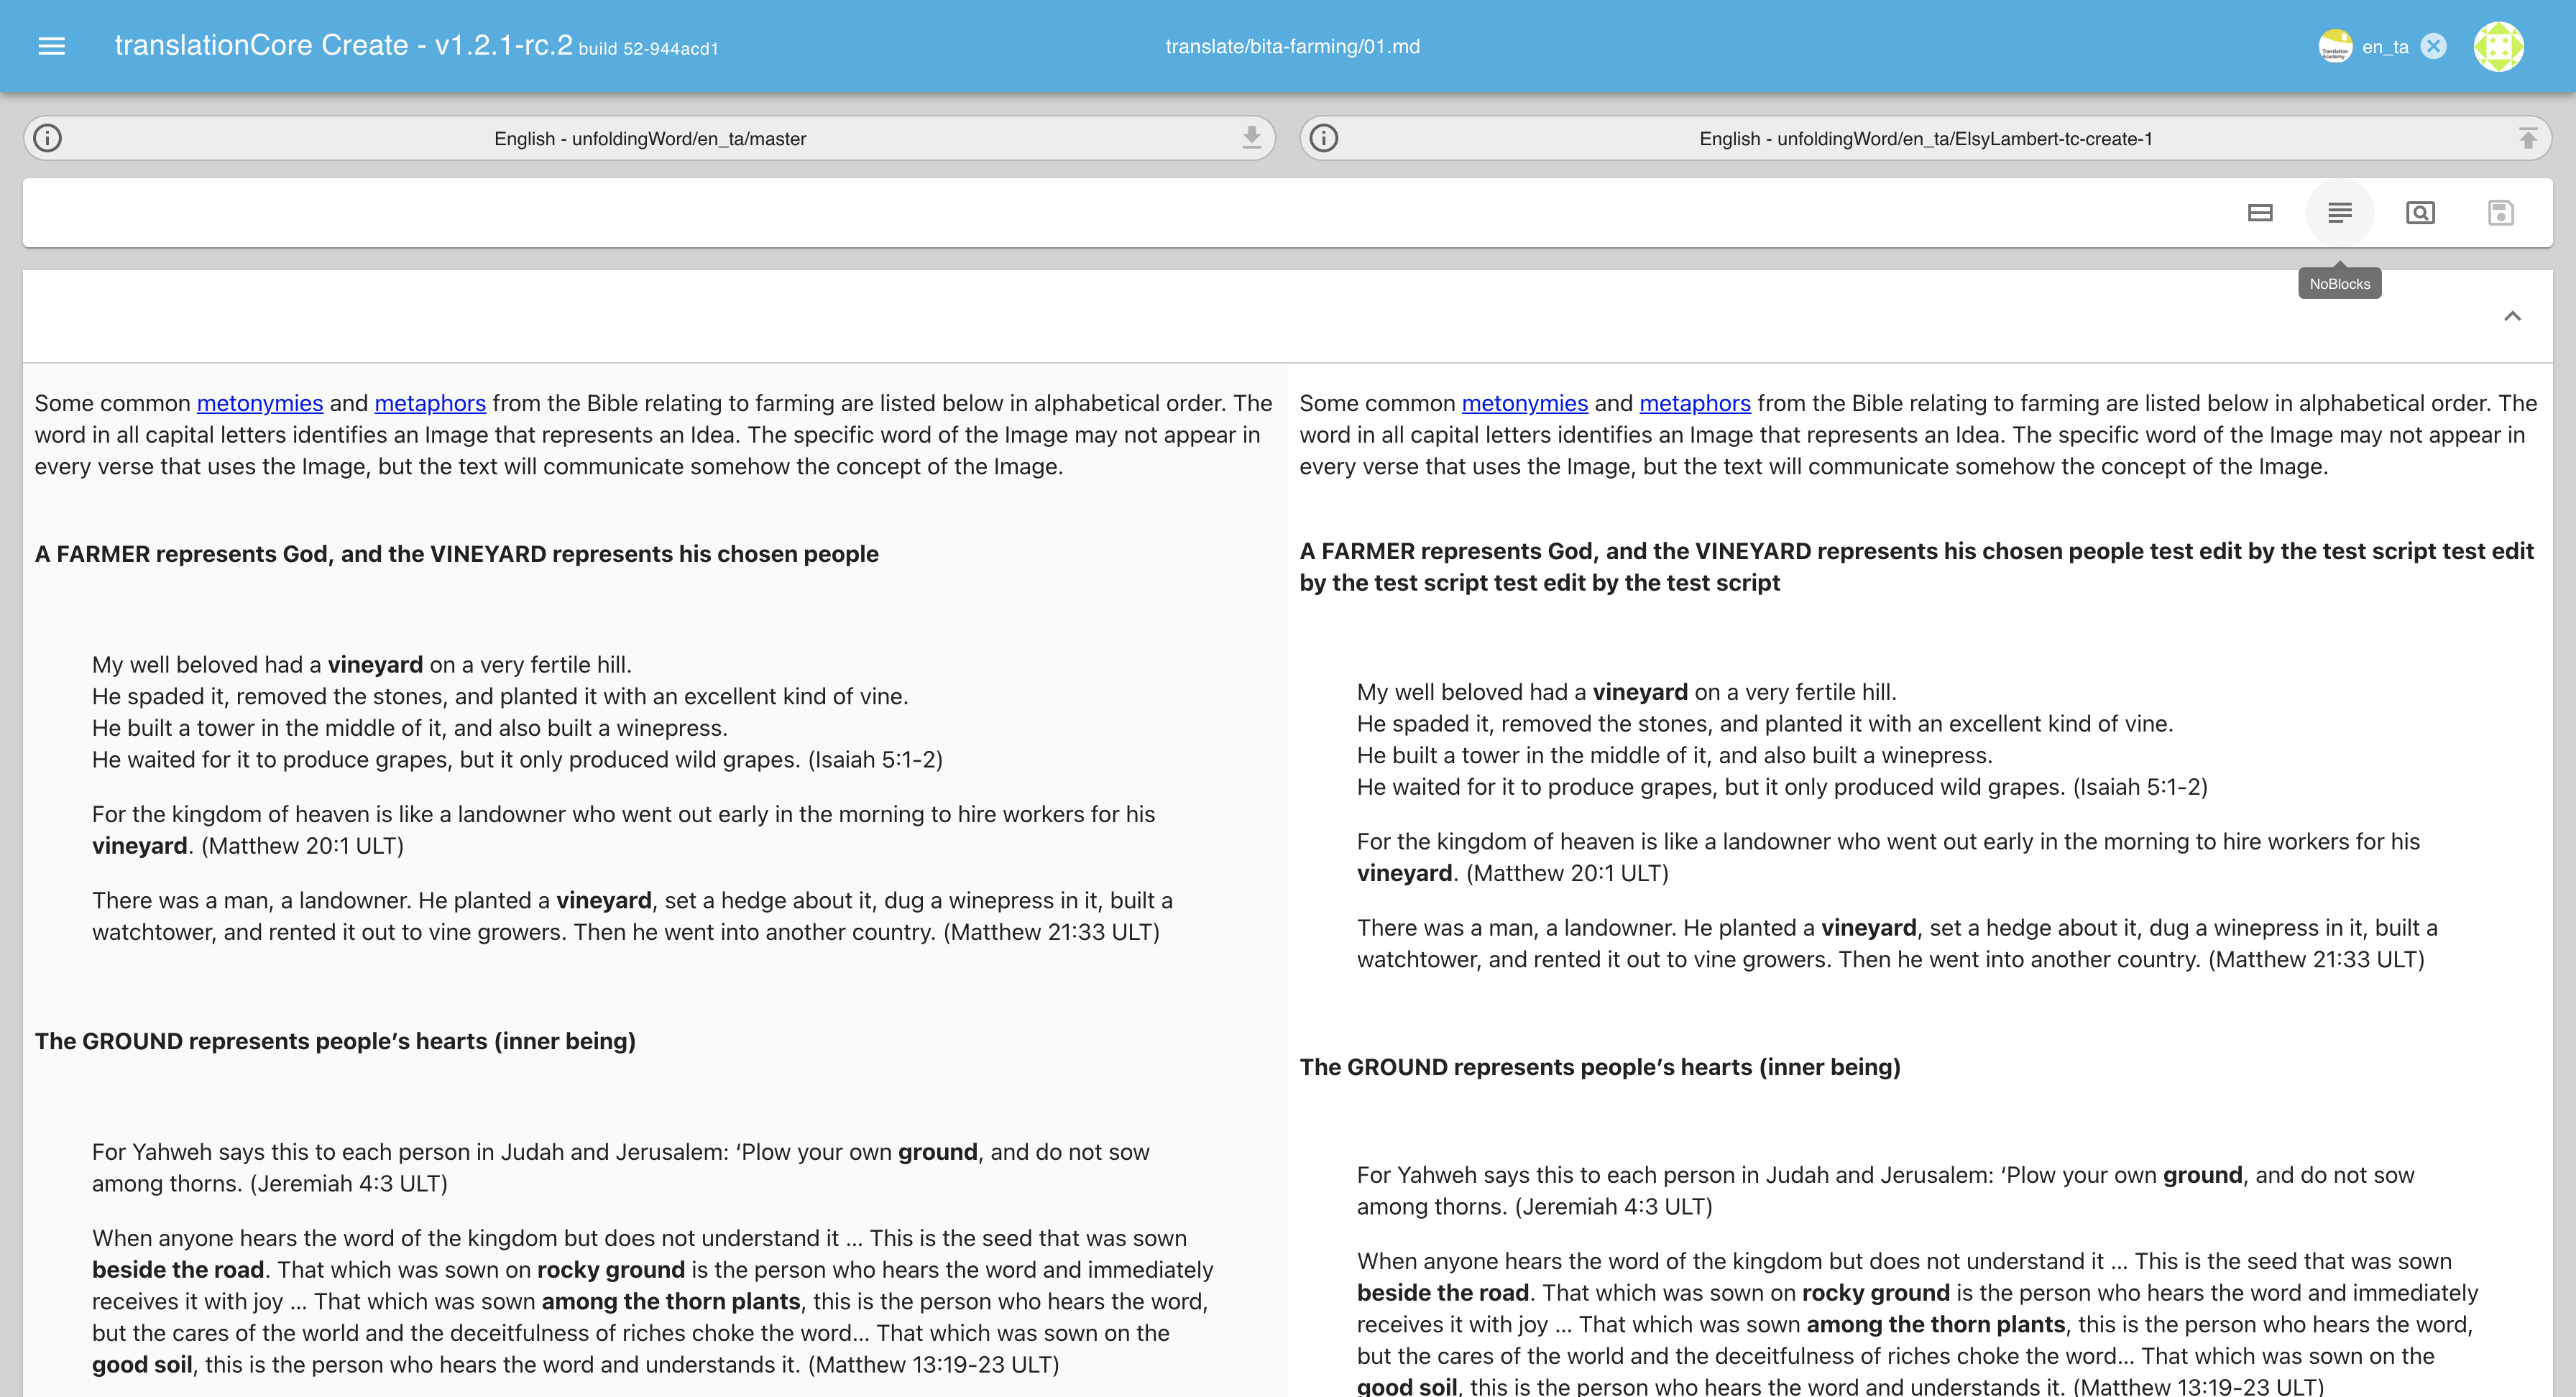 translationCore Create - v1.2.1-rc.2 build 52-944acd1
translate/bita-farming/01.md
Translation Academy
en_ta
English - unfoldingWord/en_ta/master
English - unfoldingWord/en_ta/ElsyLambert-tc-create-1
NoBlocks
Some common metonymies and metaphors from the Bible relating to farming are listed below in alphabetical order. The
word in all capital letters identifies an Image that represents an Idea. The specific word of the Image may not appear in
every verse that uses the Image, but the text will communicate somehow the concept of the Image.
A FARMER represents God, and the VINEYARD represents his chosen people
My well beloved had a vineyard on a very fertile hill.
He spaded it, removed the stones, and planted it with an excellent kind of vine.
He built a tower in the middle of it, and also built a winepress.
He waited for it to produce grapes, but it only produced wild grapes. (Isaiah 5:1-2)
For the kingdom of heaven is like a landowner who went out early in the morning to hire workers for his
vineyard. (Matthew 20:1 ULT)
There was a man, a landowner. He planted a vineyard, set a hedge about it, dug a winepress in it, built a
watchtower, and rented it out to vine growers. Then he went into another country. (Matthew 21:33 ULT)
The GROUND represents people’s hearts (inner being)
For Yahweh says this to each person in Judah and Jerusalem: ‘Plow your own ground, and do not sow
among thorns. (Jeremiah 4:3 ULT)
When anyone hears the word of the kingdom but does not understand it … This is the seed that was sown
beside the road. That which was sown on rocky ground is the person who hears the word and immediately
receives it with joy … That which was sown among the thorn plants, this is the person who hears the word,
but the cares of the world and the deceitfulness of riches choke the word… That which was sown on the
good soil, this is the person who hears the word and understands it. (Matthew 13:19-23 ULT)
Some common metonymies and metaphors from the Bible relating to farming are listed below in alphabetical order. The
word in all capital letters identifies an Image that represents an Idea. The specific word of the Image may not appear in
every verse that uses the Image, but the text will communicate somehow the concept of the Image.
A FARMER represents God, and the VINEYARD represents his chosen people test edit by the test script test edit
by the test script test edit by the test script
My well beloved had a vineyard on a very fertile hill.
He spaded it, removed the stones, and planted it with an excellent kind of vine.
He built a tower in the middle of it, and also built a winepress.
He waited for it to produce grapes, but it only produced wild grapes. (Isaiah 5:1-2)
For the kingdom of heaven is like a landowner who went out early in the morning to hire workers for his
vineyard. (Matthew 20:1 ULT)
There was a man, a landowner. He planted a vineyard, set a hedge about it, dug a winepress in it, built a
watchtower, and rented it out to vine growers. Then he went into another country. (Matthew 21:33 ULT)
The GROUND represents people’s hearts (inner being)
For Yahweh says this to each person in Judah and Jerusalem: ‘Plow your own ground, and do not sow
among thorns. (Jeremiah 4:3 ULT)
When anyone hears the word of the kingdom but does not understand it … This is the seed that was sown
beside the road. That which was sown on rocky ground is the person who hears the word and immediately
receives it with joy … That which was sown among the thorn plants, this is the person who hears the word,
but the cares of the world and the deceitfulness of riches choke the word… That which was sown on the
good soil, this is the person who hears the word and understands it. (Matthew 13:19-23 ULT)